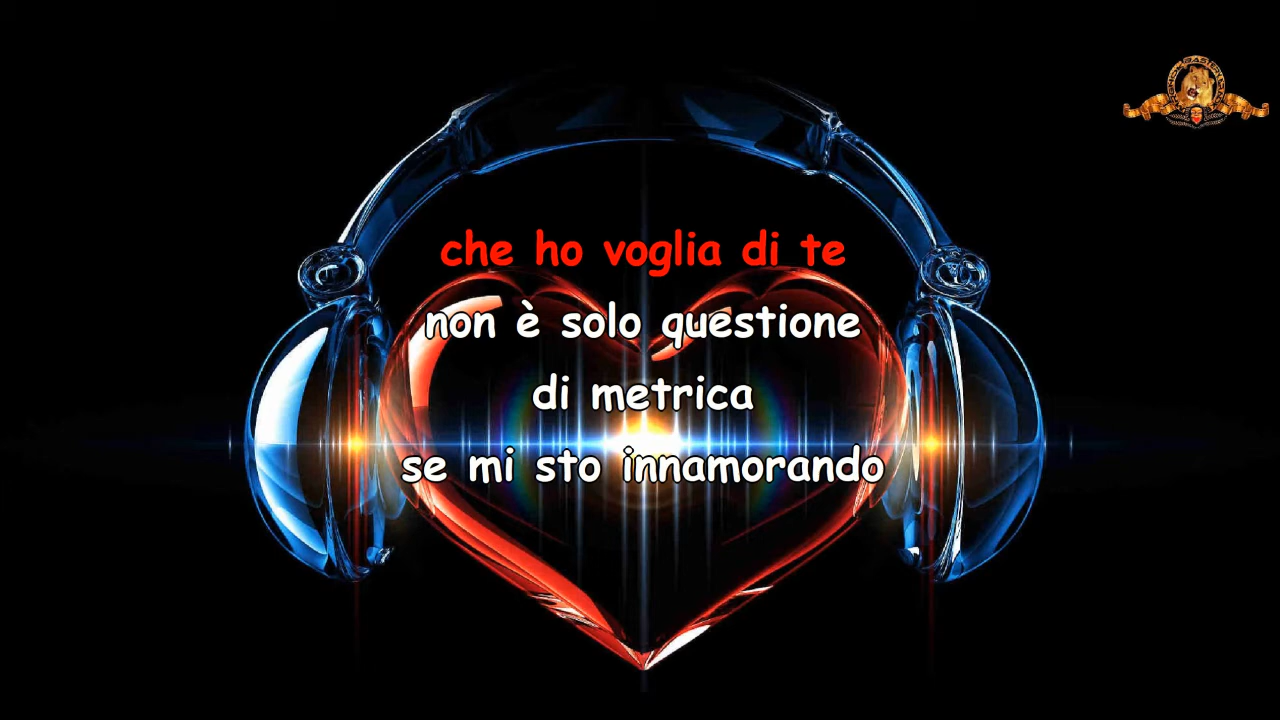 che ho voglia di te
non è solo questione
di metrica
se mi sto innamorando